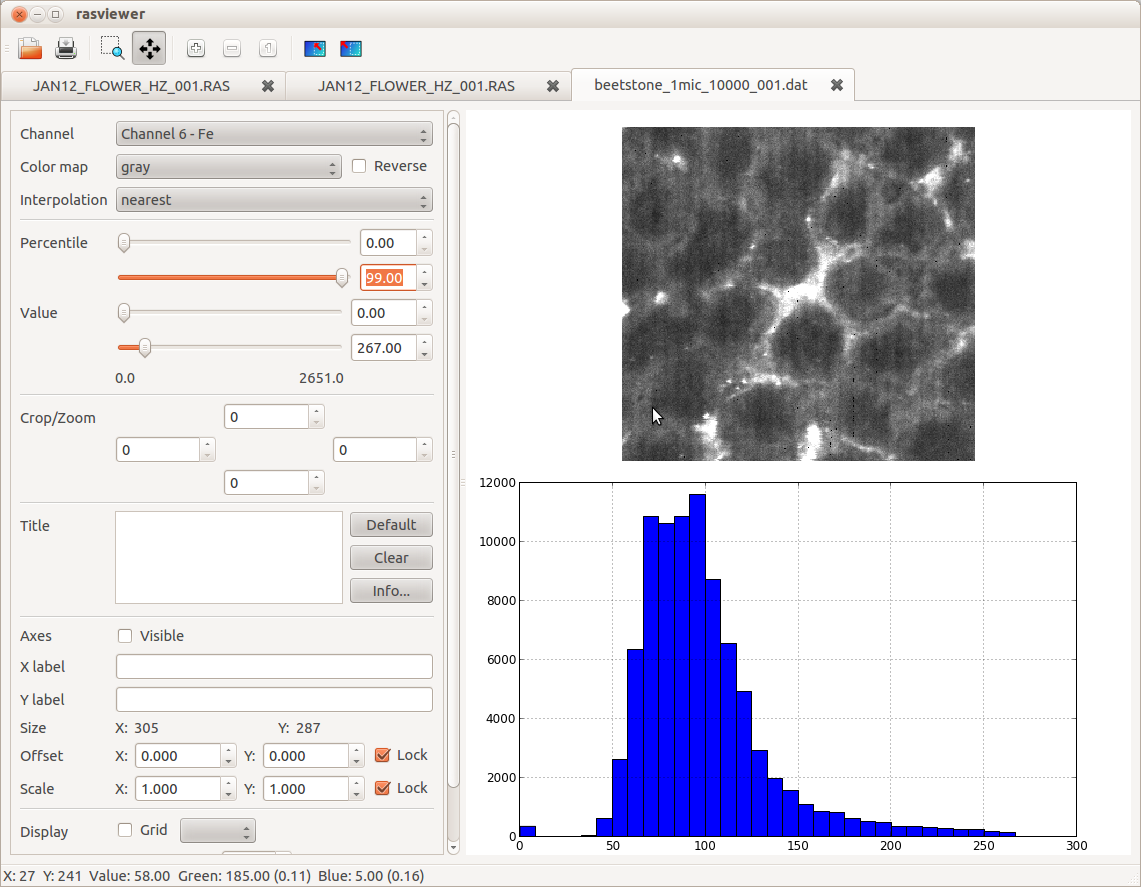 rasviewer
JAN12_FLOWER_HZ_001.RAS JAN12_FLOWER_HZ_001.RAS beetstone_1mic_10000_001.dat
Channel Channel 6 - Fe
Color map gray Reverse
Interpolation nearest
Percentile 0.00
99.00
Value 0.00
267.00
0.0 2651.0
Crop/Zoom 0
0 0
0
Title Default
Clear
Info...
Axes Visible
X label
Y label
Size X: 305 Y: 287
Offset X: 0.000 Y: 0.000 Lock
Scale X: 1.000 Y: 1.000 Lock
Display Grid
12000
10000
8000
6000
4000
2000
0
0 50 100 150 200 250 300
X: 27 Y: 241 Value: 58.00 Green: 185.00 (0.11) Blue: 5.00 (0.16)